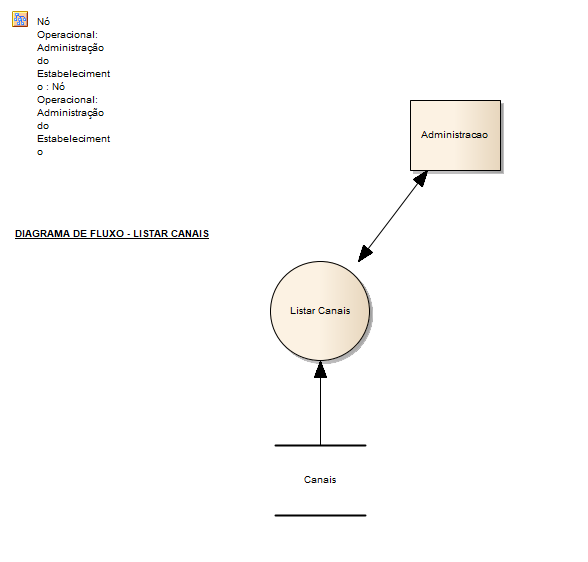 Nó
Operacional:
Administração
do
Estabeleciment
o : Nó
Operacional:
Administração
do
Estabeleciment
o
Administracao
DIAGRAMA DE FLUXO - LISTAR CANAIS
Listar Canais
Canais